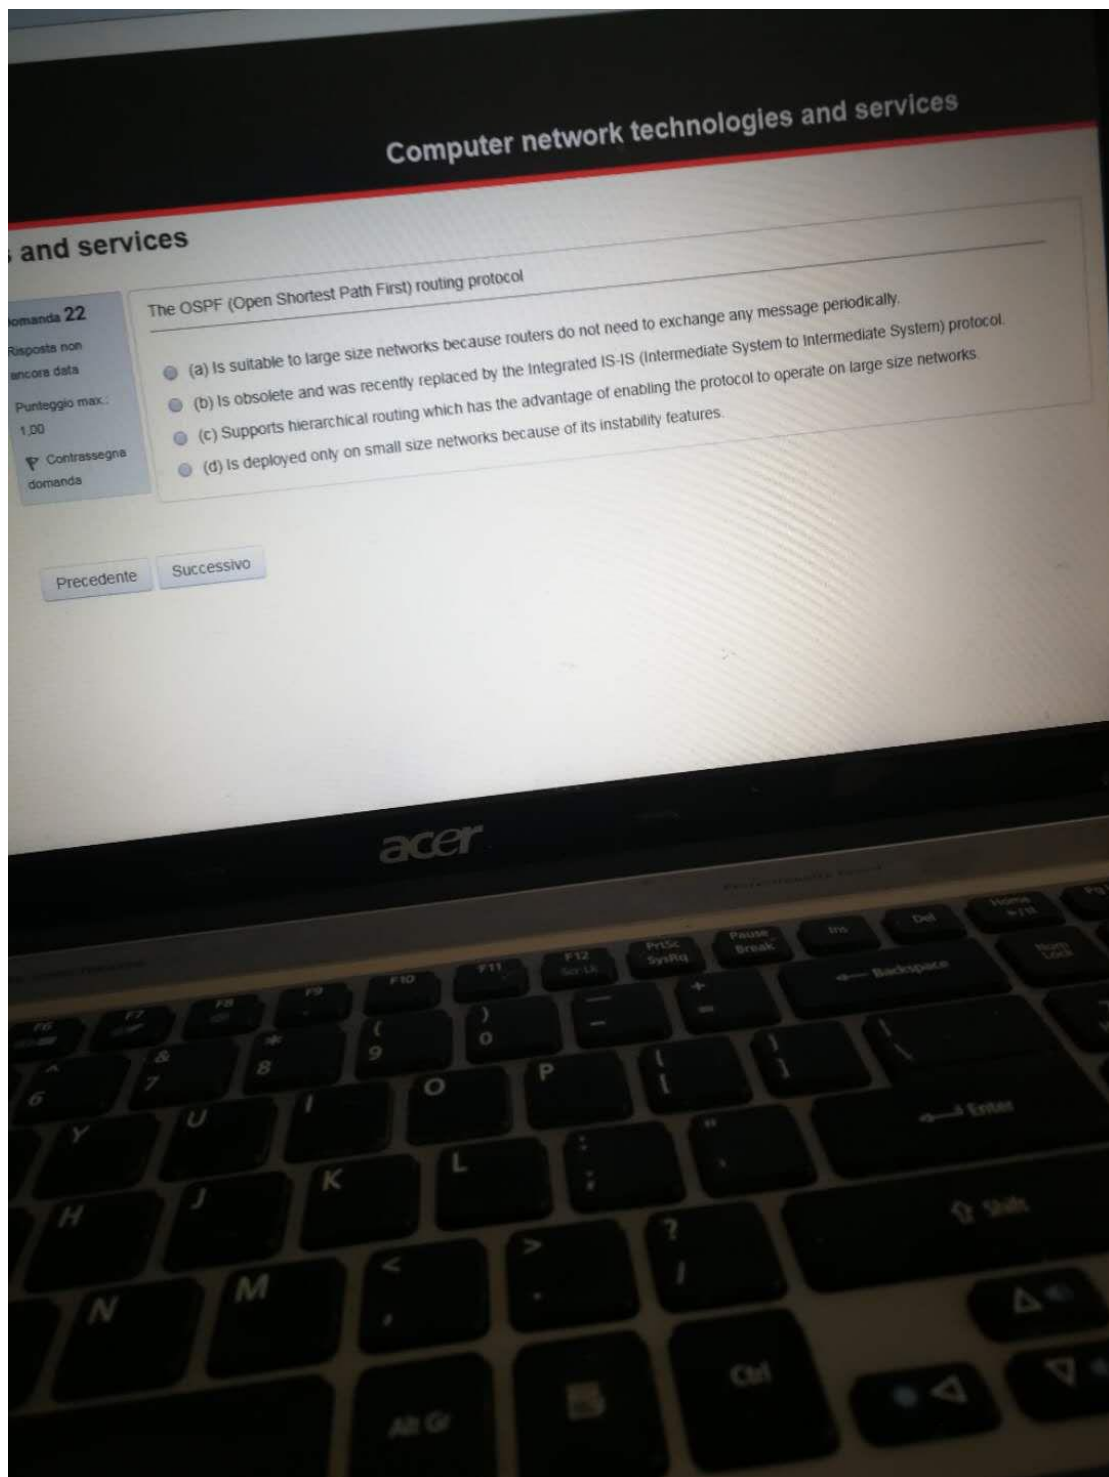 Computer network technologies and services
and services
omanda 22
Risposta non
ancora data
Punteggio max.:
1,00
Contrassegna
domanda
The OSPF (Open Shortest Path First) routing protocol
(a) Is suitable to large size networks because routers do not need to exchange any message periodically.
(b) Is obsolete and was recently replaced by the Integrated IS-IS (Intermediate System to Intermediate System) protocol.
(c) Supports hierarchical routing which has the advantage of enabling the protocol to operate on large size networks.
(d) Is deployed only on small size networks because of its instability features.
Precedente Successivo
acer
F6 F7 F8 F9 F10 F11 F12 Scr Lk PrtSc SysRq Pause Break Ins Del Home Pg
^ 6 & 7 * 8 ( 9 ) 0 _ - + = Backspace Num Lock
Y U I O P { [ } ] | \
H J K L : ; " ' Enter
N M < , > . ? / Shift
Alt Gr Ctrl